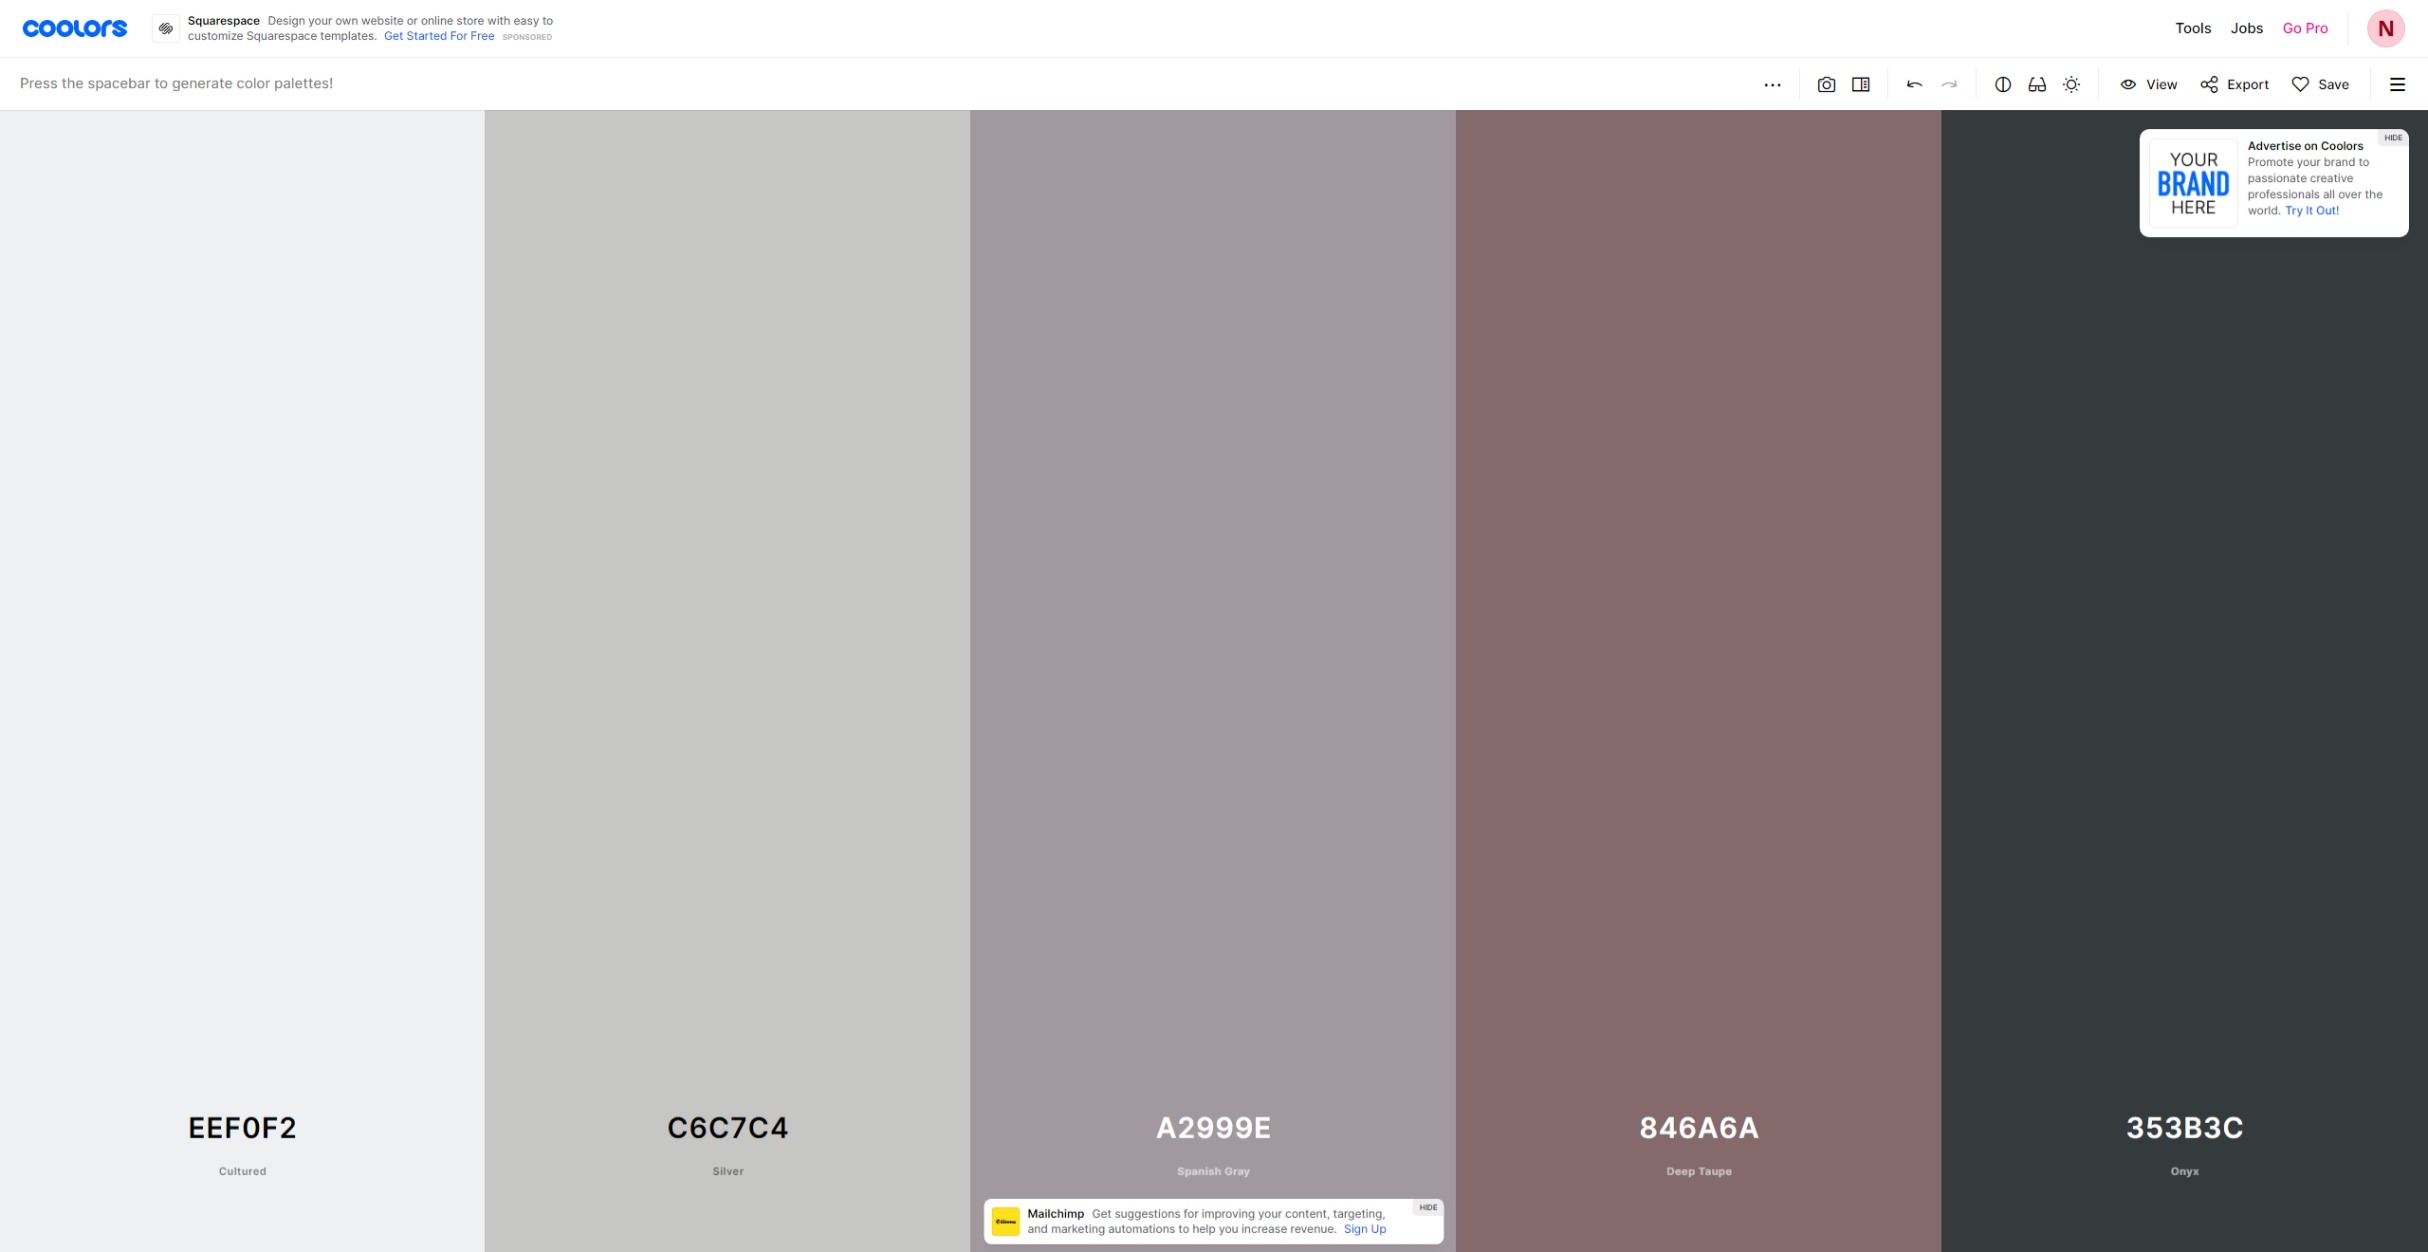 coolors
Squarespace Design your own website or online store with easy to
customize Squarespace templates. Get Started For Free SPONSORED
Tools Jobs Go Pro N
Press the spacebar to generate color palettes!
View Export Save
HIDE
YOUR
BRAND
HERE
Advertise on Coolors
Promote your brand to
passionate creative
professionals all over the
world. Try It Out!
EEF0F2
Cultured
C6C7C4
Silver
A2999E
Spanish Gray
846A6A
Deep Taupe
353B3C
Onyx
HIDE
Mailchimp Get suggestions for improving your content, targeting,
and marketing automations to help you increase revenue. Sign Up